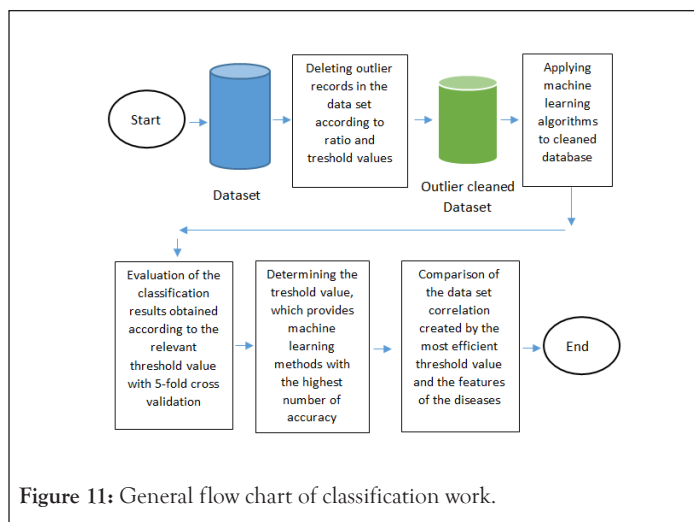 Start
Dataset
Deleting outlier
records in the
data set
according to
ratio and
treshold values
Outlier cleaned
Dataset
Applying
machine
learning
algorithms
to cleaned
database
Evaluation of the
classification
results obtained
according to the
relevant
threshold value
with 5-fold cross
validation
Determining the
treshold value,
which provides
machine
learning
methods with
the highest
number of
accuracy
Comparison of
the data set
correlation
created by the
most efficient
threshold value
and the features
of the diseases
End
Figure 11: General flow chart of classification work.